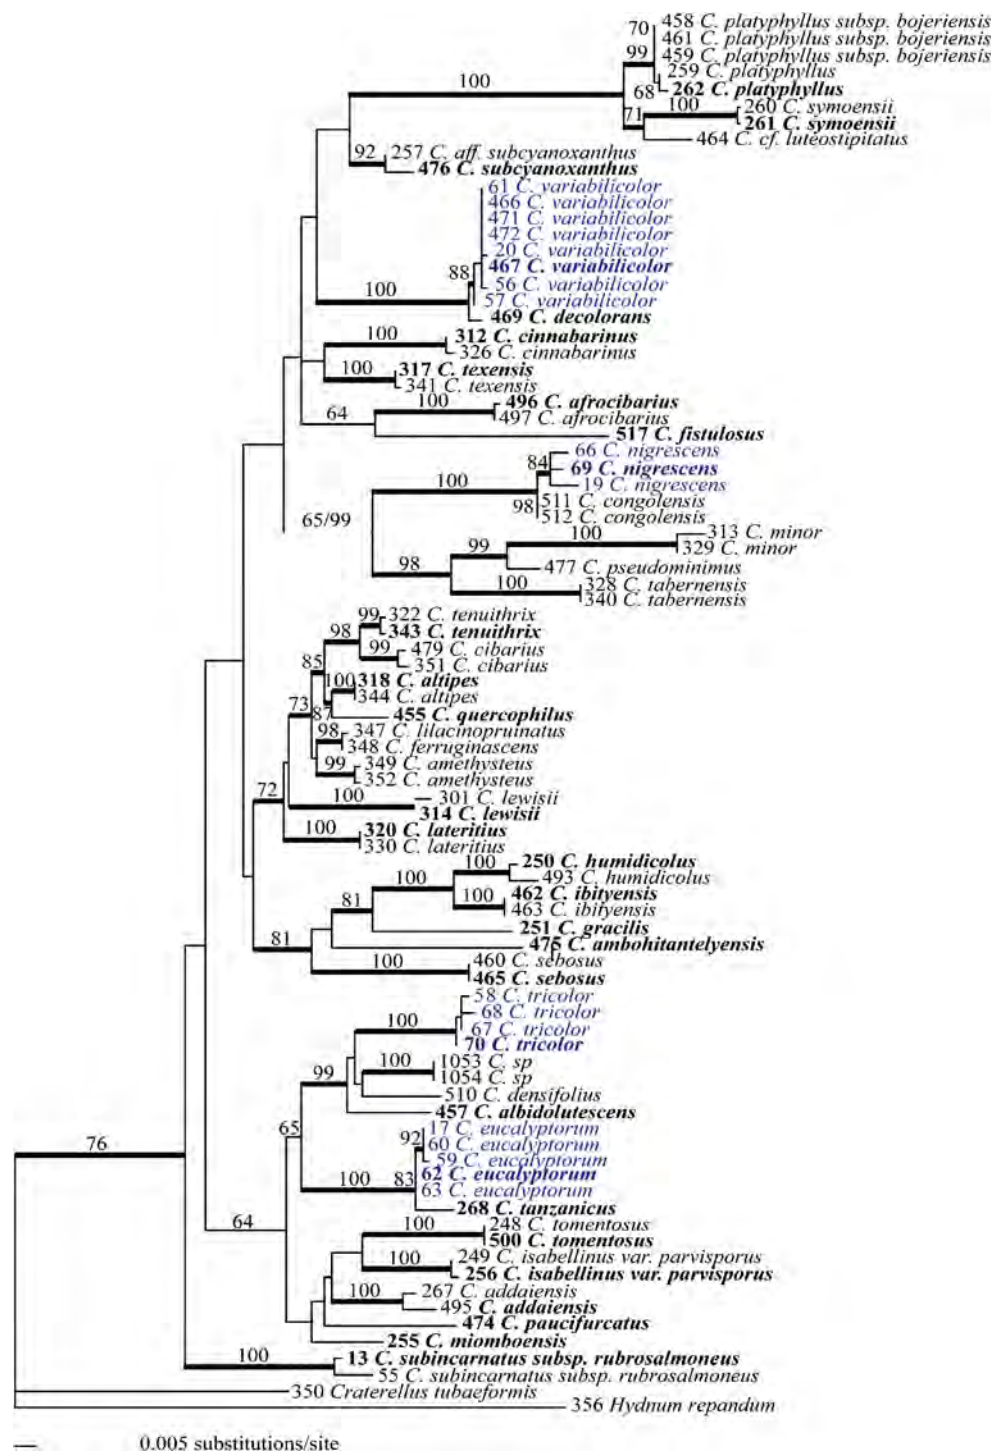 458 C. platyphyllus subsp. bojeriensis
70
461 C. platyphyllus subsp. bojeriensis
99
459 C. platyphyllus subsp. bojeriensis
259 C. platyphyllus
100
68
262 C. platyphyllus
100
260 C. symoensii
71
261 C. symoensii
464 C. cf. luteostipitatus
92
257 C. aff. subcyanoxanthus
476 C. subcyanoxanthus
61 C. variabilicolor
466 C. variabilicolor
471 C. variabilicolor
472 C. variabilicolor
20 C. variabilicolor
88
467 C. variabilicolor
56 C. variabilicolor
100
57 C. variabilicolor
469 C. decolorans
100
312 C. cinnabarinus
326 C. cinnabarinus
100
317 C. texensis
341 C. texensis
100
496 C. afrocibarius
64
497 C. afrocibarius
517 C. fistulosus
66 C. nigrescens
84
69 C. nigrescens
100
19 C. nigrescens
98
511 C. congolensis
65/99
512 C. congolensis
100
313 C. minor
99
329 C. minor
98
477 C. pseudominimus
100
328 C. tabernensis
340 C. tabernensis
99
322 C. tenuithrix
98
343 C. tenuithrix
99
479 C. cibarius
85
351 C. cibarius
100
318 C. altipes
344 C. altipes
73
87
455 C. quercophilus
98
347 C. lilacinopruinatus
348 C. ferruginascens
99
349 C. amethysteus
352 C. amethysteus
72
100
301 C. lewisii
314 C. lewisii
100
320 C. lateritius
330 C. lateritius
100
250 C. humidicolus
100
493 C. humidicolus
100
462 C. ibityensis
81
463 C. ibityensis
251 C. gracilis
81
475 C. ambohitantelyensis
100
460 C. sebosus
465 C. sebosus
58 C. tricolor
68 C. tricolor
100
67 C. tricolor
70 C. tricolor
100
1053 C. sp
99
1054 C. sp
510 C. densifolius
457 C. albidolutescens
65
17 C. eucalyptorum
92
60 C. eucalyptorum
76
59 C. eucalyptorum
100
83
62 C. eucalyptorum
63 C. eucalyptorum
268 C. tanzanicus
64
100
248 C. tomentosus
500 C. tomentosus
100
249 C. isabellinus var. parvisporus
256 C. isabellinus var. parvisporus
100
267 C. addaiensis
495 C. addaiensis
474 C. paucifurcatus
255 C. miomboensis
100
13 C. subincarnatus subsp. rubrosalmoneus
55 C. subincarnatus subsp. rubrosalmoneus
350 Craterellus tubaeformis
356 Hydnum repandum
0.005 substitutions/site